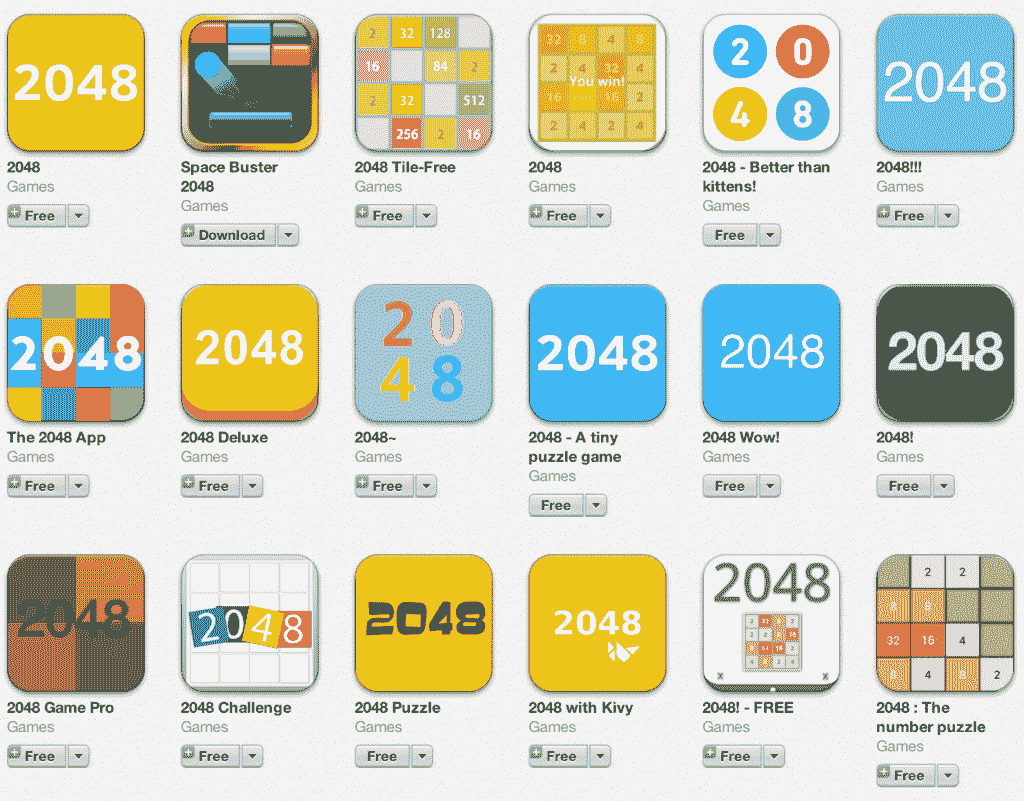 2048
2048
Games
Free
Space Buster
2048
Games
Download
2 32 128
16 84 2
2 32 512
256 2 16
2048 Tile-Free
Games
Free
You win!
2048
Games
Free
2 0
4 8
2048 - Better than
kittens!
Games
Free
2048
2048!!!
Games
Free
2048
The 2048 App
Games
Free
2048
2048 Deluxe
Games
Free
2 0
4 8
2048~
Games
Free
2048
2048 - A tiny
puzzle game
Games
Free
2048
2048 Wow!
Games
Free
2048
2048!
Games
Free
2048
2048 Game Pro
Games
Free
2048
2048 Challenge
Games
Free
2048
2048 Puzzle
Games
Free
2048
2048 with Kivy
Games
Free
2048
2048! - FREE
Games
Free
2 2
8 8
32 16 4
8 4 8 2
2048 : The
number puzzle
Games
Free